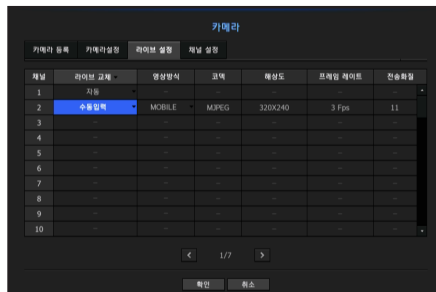 카메라
카메라 등록 카메라설정 라이브 설정 채널 설정
채널 라이브 교체 영상방식 코덱 해상도 프레임 레이트 전송화질
1 자동 -- -- -- -- --
2 수동입력 MOBILE MJPEG 320X240 3 Fps 11
3 -- -- -- -- -- --
4 -- -- -- -- -- --
5 -- -- -- -- -- --
6 -- -- -- -- -- --
7 -- -- -- -- -- --
8 -- -- -- -- -- --
9 -- -- -- -- -- --
10 -- -- -- -- -- --
< 1/7 >
확인 취소